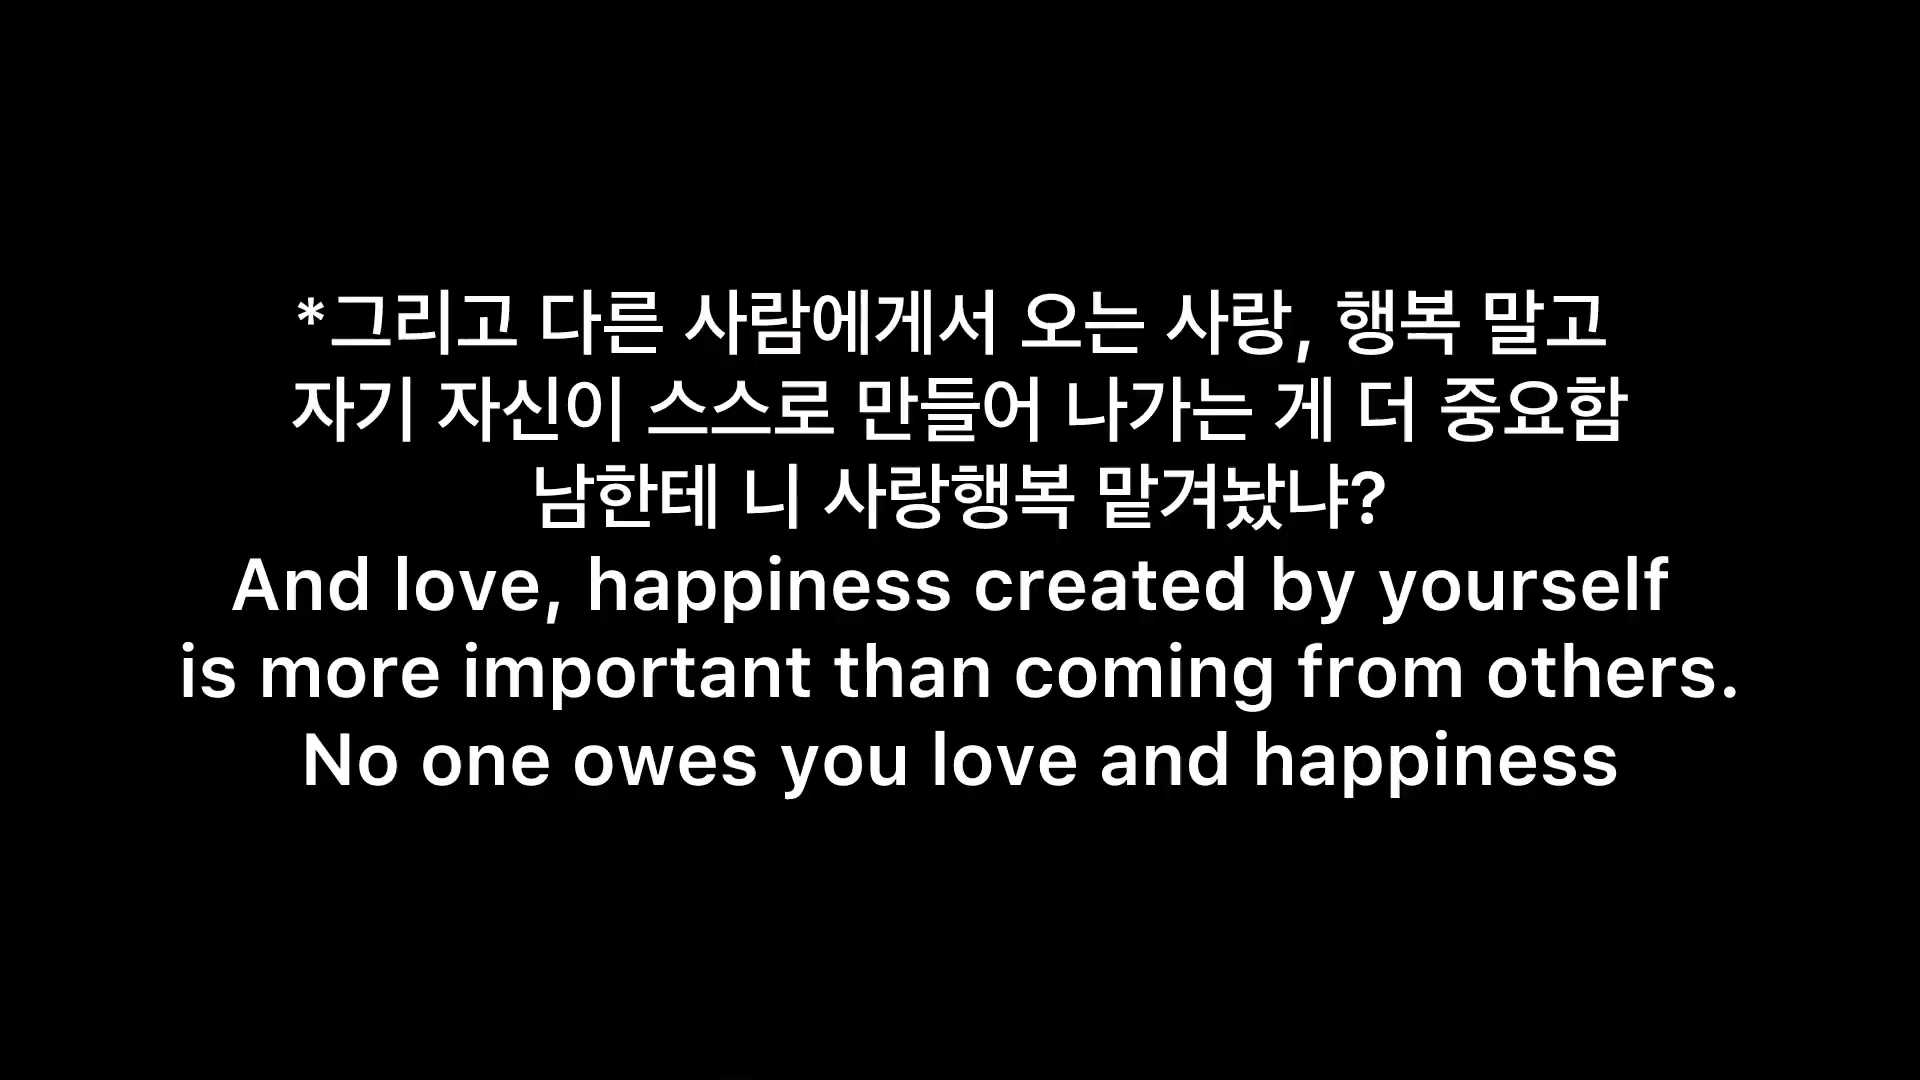 *그리고 다른 사람에게서 오는 사랑, 행복 말고
자기 자신이 스스로 만들어 나가는 게 더 중요함
남한테 니 사랑행복 맡겨놨냐?
And love, happiness created by yourself
is more important than coming from others.
No one owes you love and happiness